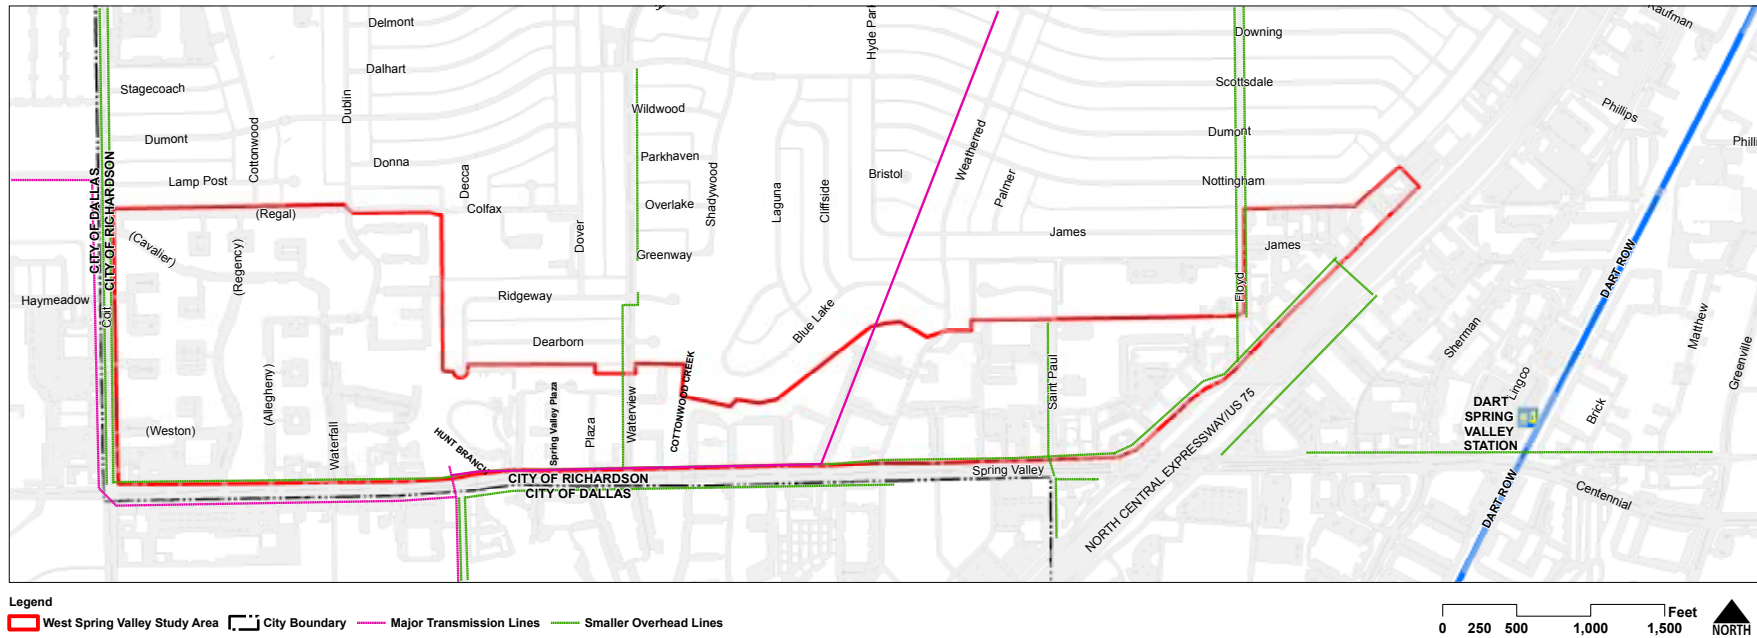 Delmont
Hyde Park
Downing
Kaufman
Dalhart
Stagecoach
Scottsdale
Dublin
Wildwood
Phillips
Dumont
Cottonwood
Dumont
Weatherred
Philli
Donna
Parkhaven
Decca
Shadywood
Bristol
Lamp Post
Nottingham
Palmer
CITY OF DALLAS
CITY OF RICHARDSON
Laguna
Cliffside
(Regal)
Colfax
Overlake
(Cavalier)
(Regency)
Dover
James
James
Greenway
DART ROW
Haymeadow
Coit
Ridgeway
Floyd
Blue Lake
Matthew
Sherman
Dearborn
Greenville
Saint Paul
(Allegheny)
COTTONWOOD CREEK
Lingco
Spring Valley Plaza
Plaza
Waterview
NORTH CENTRAL EXPRESSWAY/US 75
DART
SPRING
VALLEY
STATION
Brick
(Weston)
Waterfall
HUNT BRANCH
Spring Valley
CITY OF RICHARDSON
CITY OF DALLAS
DART ROW
Centennial
Legend
West Spring Valley Study Area
City Boundary
Major Transmission Lines
Smaller Overhead Lines
Feet
0 250 500 1,000 1,500
NORTH